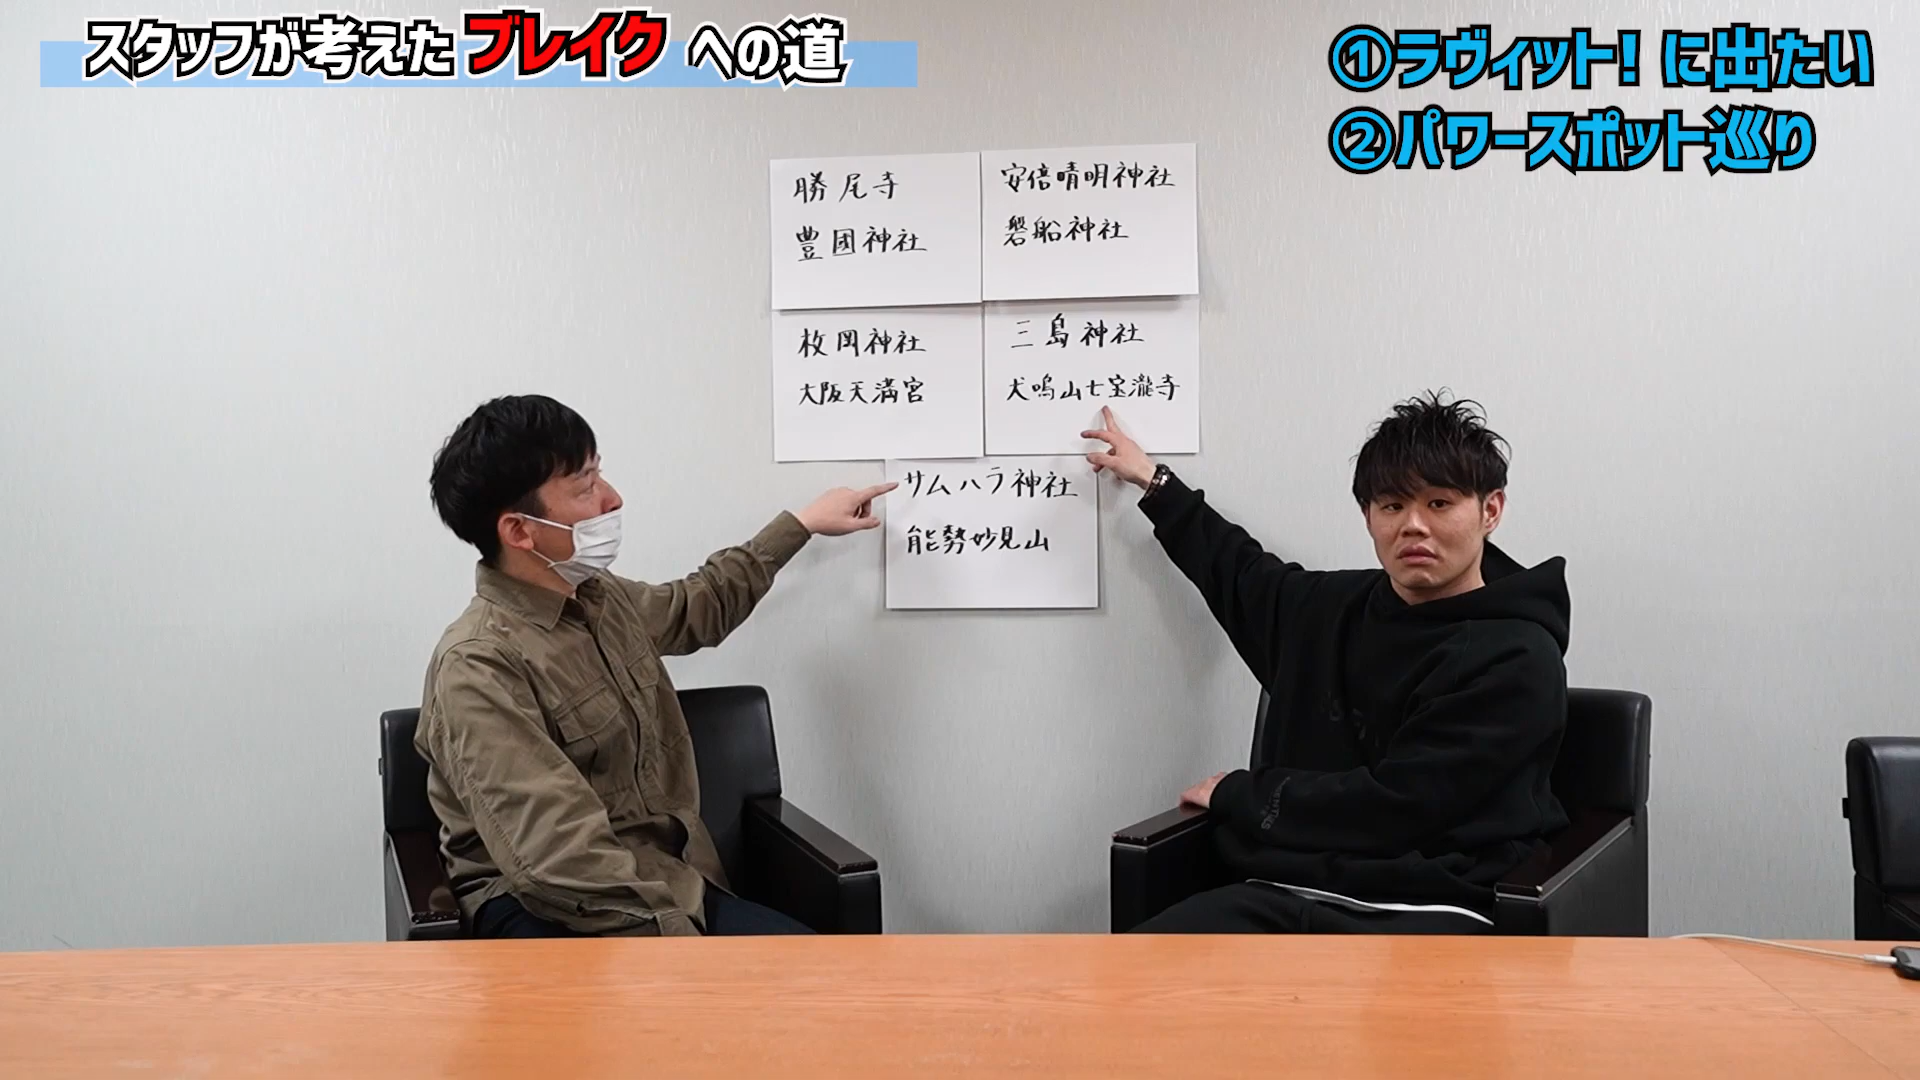 スタッフが考えたブレイクへの道
①ラヴィット！に出たい
②パワースポット巡り
勝尾寺
豊國神社
安倍晴明神社
磐船神社
枚岡神社
大阪天満宮
三島神社
犬鳴山七宝瀧寺
サムハラ神社
能勢妙見山